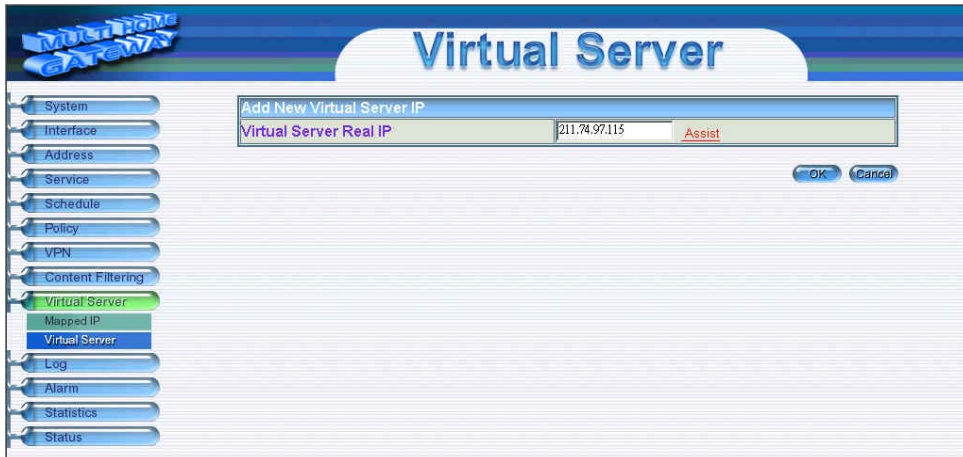 MULTI HOME
GATEWAY
Virtual Server
System
Interface
Address
Service
Schedule
Policy
VPN
Content Filtering
Virtual Server
Mapped IP
Virtual Server
Log
Alarm
Statistics
Status
Add New Virtual Server IP
Virtual Server Real IP 211.74.97.115 Assist
OK Cancel